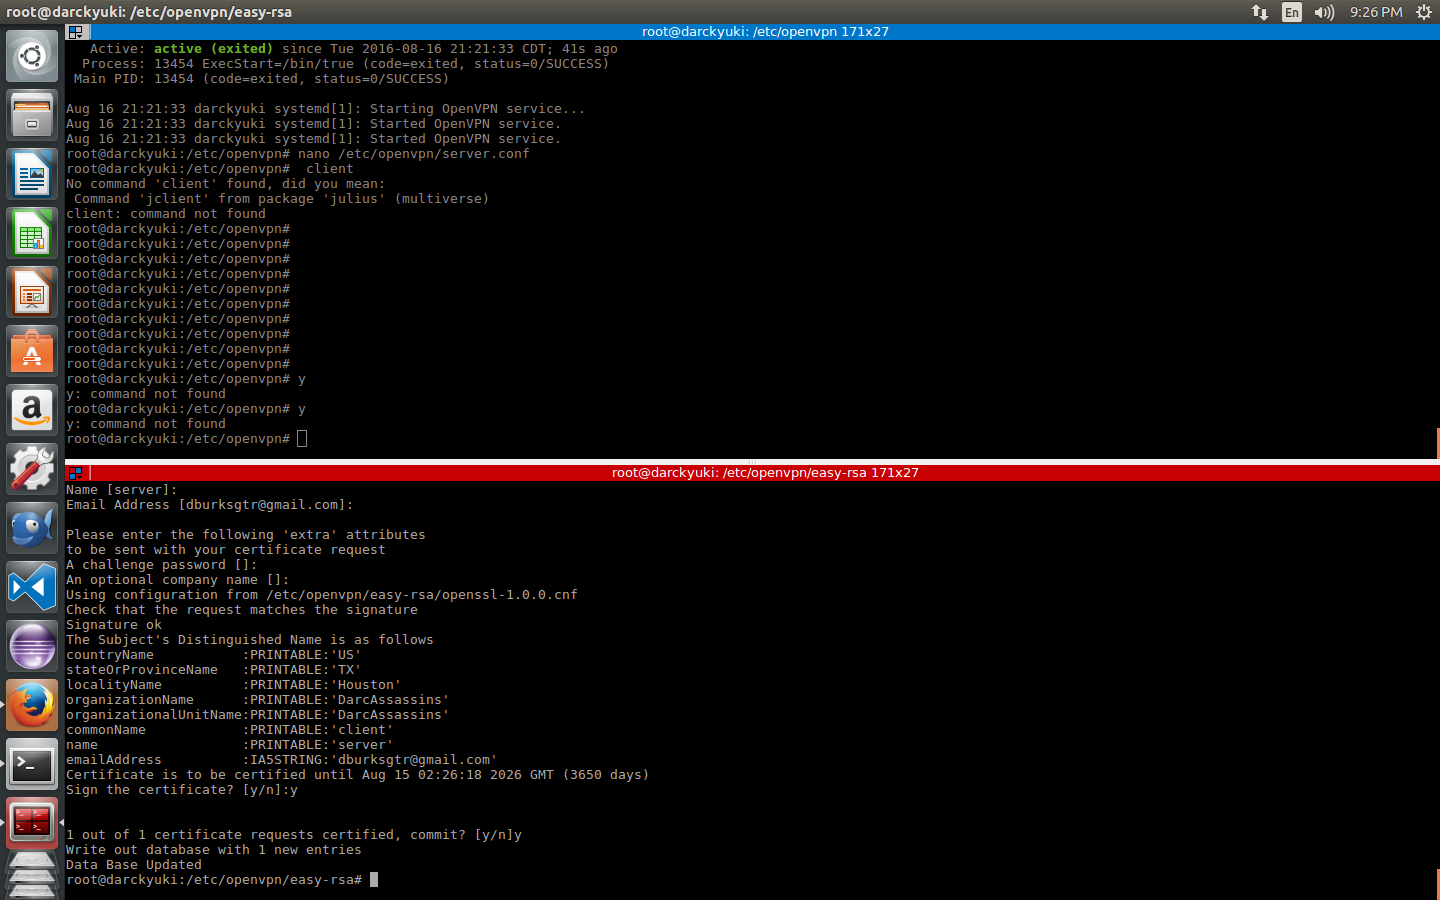 root@darckyuki: /etc/openvpn/easy-rsa
En
9:26 PM
root@darckyuki: /etc/openvpn 171x27
Active: active (exited) since Tue 2016-08-16 21:21:33 CDT; 41s ago
Process: 13454 ExecStart=/bin/true (code=exited, status=0/SUCCESS)
Main PID: 13454 (code=exited, status=0/SUCCESS)
Aug 16 21:21:33 darckyuki systemd[1]: Starting OpenVPN service...
Aug 16 21:21:33 darckyuki systemd[1]: Started OpenVPN service.
Aug 16 21:21:33 darckyuki systemd[1]: Started OpenVPN service.
root@darckyuki:/etc/openvpn# nano /etc/openvpn/server.conf
root@darckyuki:/etc/openvpn#  client
No command 'client' found, did you mean:
Command 'jclient' from package 'julius' (multiverse)
client: command not found
root@darckyuki:/etc/openvpn#
root@darckyuki:/etc/openvpn#
root@darckyuki:/etc/openvpn#
root@darckyuki:/etc/openvpn#
root@darckyuki:/etc/openvpn#
root@darckyuki:/etc/openvpn#
root@darckyuki:/etc/openvpn#
root@darckyuki:/etc/openvpn#
root@darckyuki:/etc/openvpn#
root@darckyuki:/etc/openvpn#
root@darckyuki:/etc/openvpn# y
y: command not found
root@darckyuki:/etc/openvpn# y
y: command not found
root@darckyuki:/etc/openvpn#
root@darckyuki: /etc/openvpn/easy-rsa 171x27
Name [server]:
Email Address [dburksgtr@gmail.com]:
Please enter the following 'extra' attributes
to be sent with your certificate request
A challenge password []:
An optional company name []:
Using configuration from /etc/openvpn/easy-rsa/openssl-1.0.0.cnf
Check that the request matches the signature
Signature ok
The Subject's Distinguished Name is as follows
countryName           :PRINTABLE:'US'
stateOrProvinceName   :PRINTABLE:'TX'
localityName          :PRINTABLE:'Houston'
organizationName      :PRINTABLE:'DarcAssassins'
organizationalUnitName:PRINTABLE:'DarcAssassins'
commonName            :PRINTABLE:'client'
name                  :PRINTABLE:'server'
emailAddress          :IA5STRING:'dburksgtr@gmail.com'
Certificate is to be certified until Aug 15 02:26:18 2026 GMT (3650 days)
Sign the certificate? [y/n]:y
1 out of 1 certificate requests certified, commit? [y/n]y
Write out database with 1 new entries
Data Base Updated
root@darckyuki:/etc/openvpn/easy-rsa#